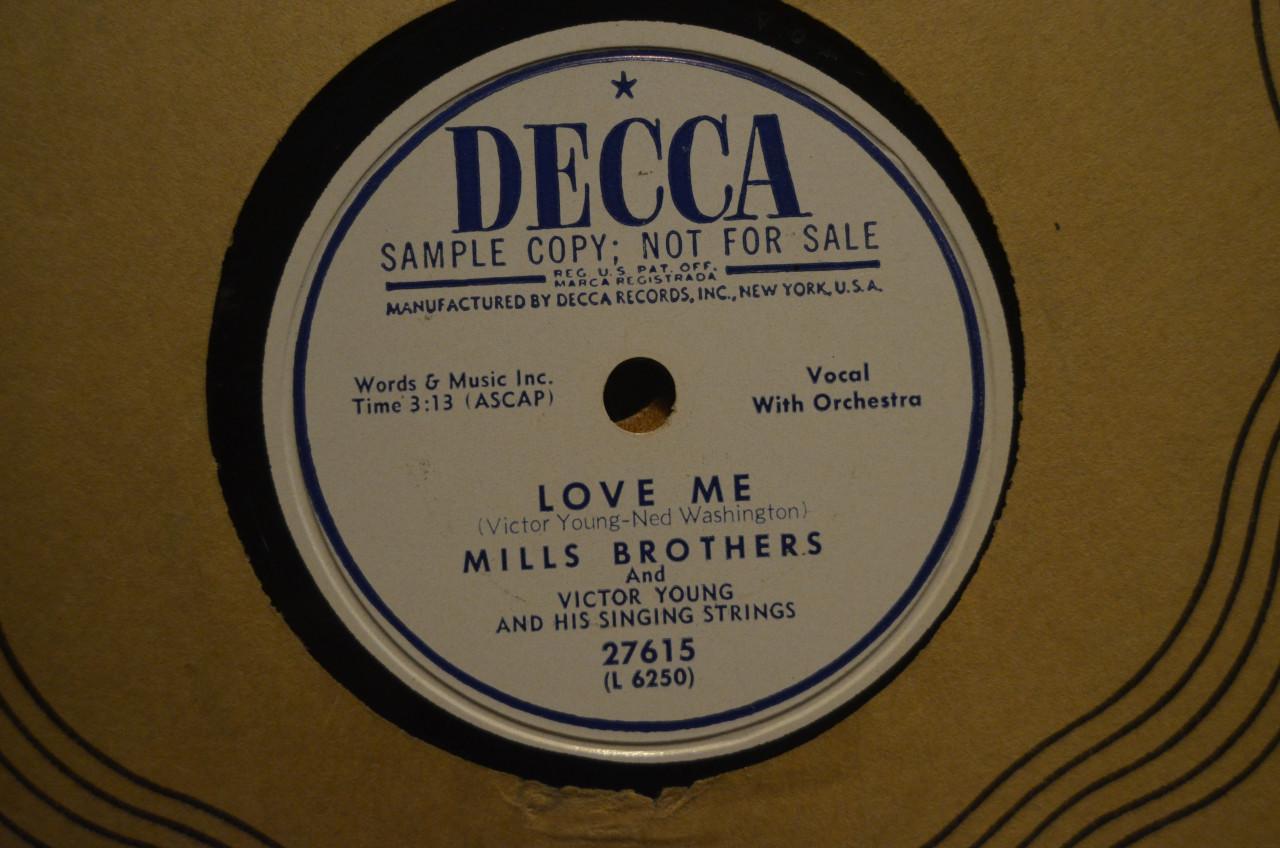 DECCA
SAMPLE COPY; NOT FOR SALE
REG. U.S. PAT. OFF.
MARCA REGISTRADA
MANUFACTURED BY DECCA RECORDS, INC., NEW YORK, U.S.A.
Words & Music Inc.
Time 3:13 (ASCAP)
Vocal
With Orchestra
LOVE ME
(Victor Young-Ned Washington)
MILLS BROTHERS
And
VICTOR YOUNG
AND HIS SINGING STRINGS
27615
(L 6250)